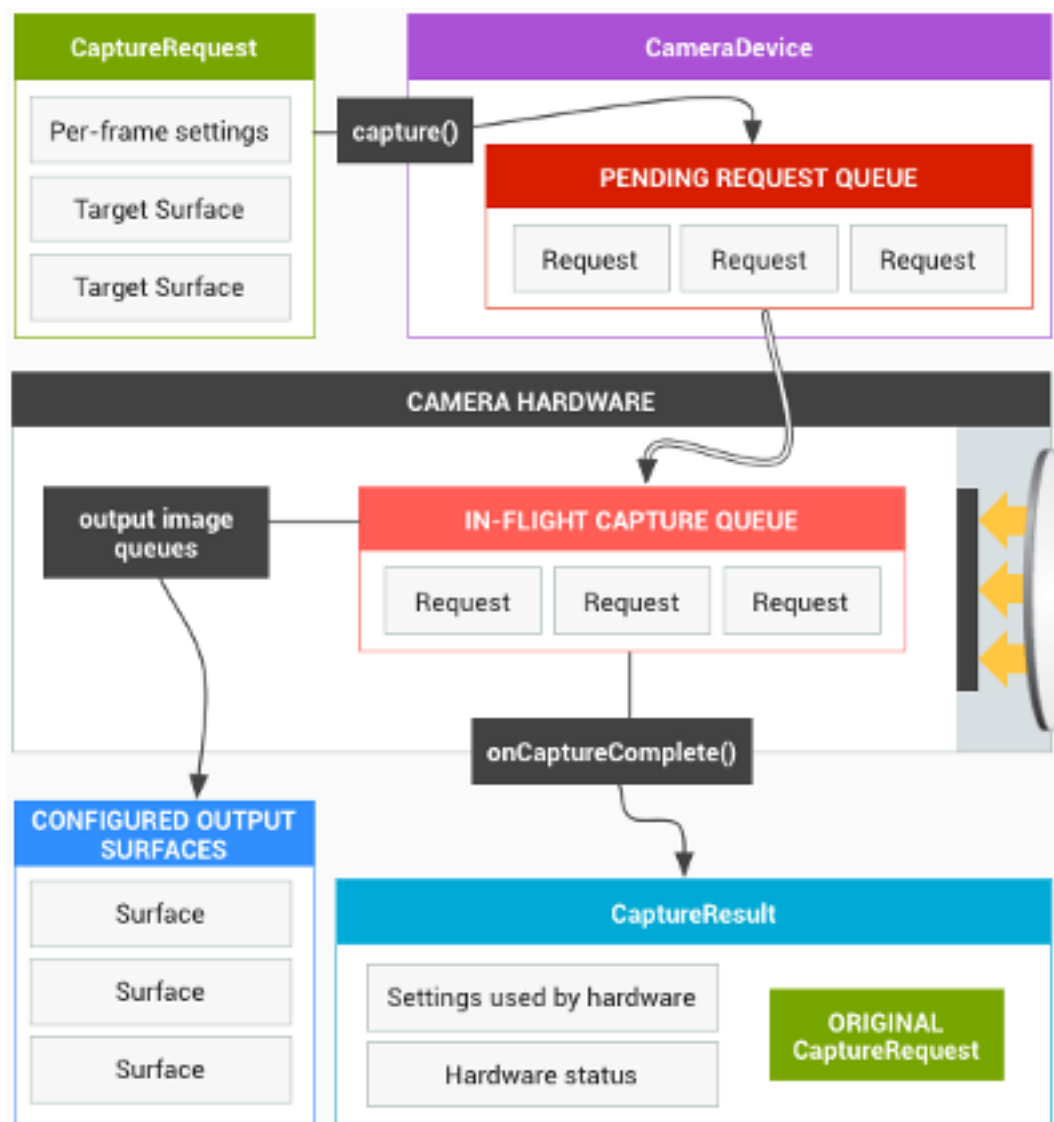 CaptureRequest
Per-frame settings
Target Surface
Target Surface
capture()
CameraDevice
PENDING REQUEST QUEUE
Request
Request
Request
CAMERA HARDWARE
output image
queues
IN-FLIGHT CAPTURE QUEUE
Request
Request
Request
onCaptureComplete()
CONFIGURED OUTPUT
SURFACES
Surface
Surface
Surface
CaptureResult
Settings used by hardware
Hardware status
ORIGINAL
CaptureRequest